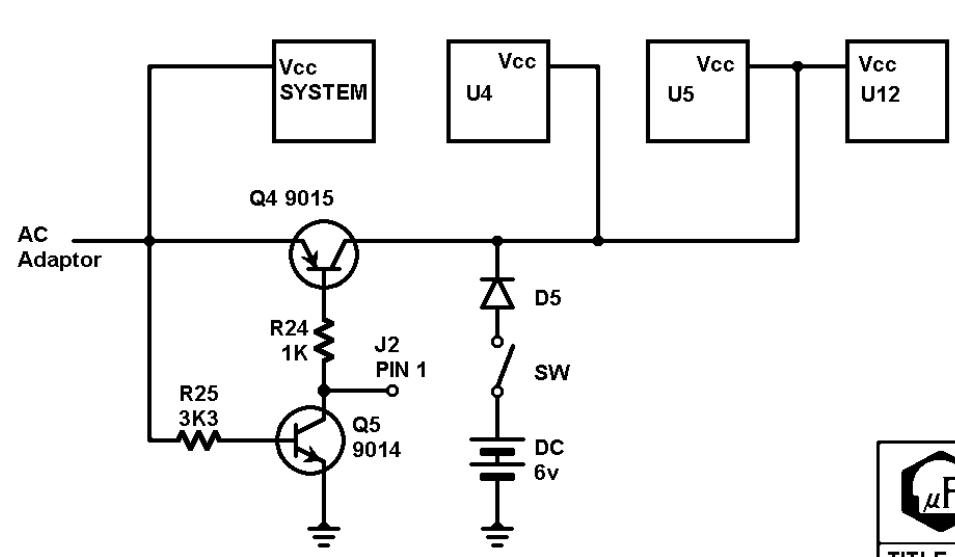 Vcc
SYSTEM
Vcc
U4
Vcc
U5
Vcc
U12
Q4 9015
AC
Adaptor
R24
1K
J2
PIN 1
D5
SW
R25
3K3
Q5
9014
DC
6v
µF
TITLE